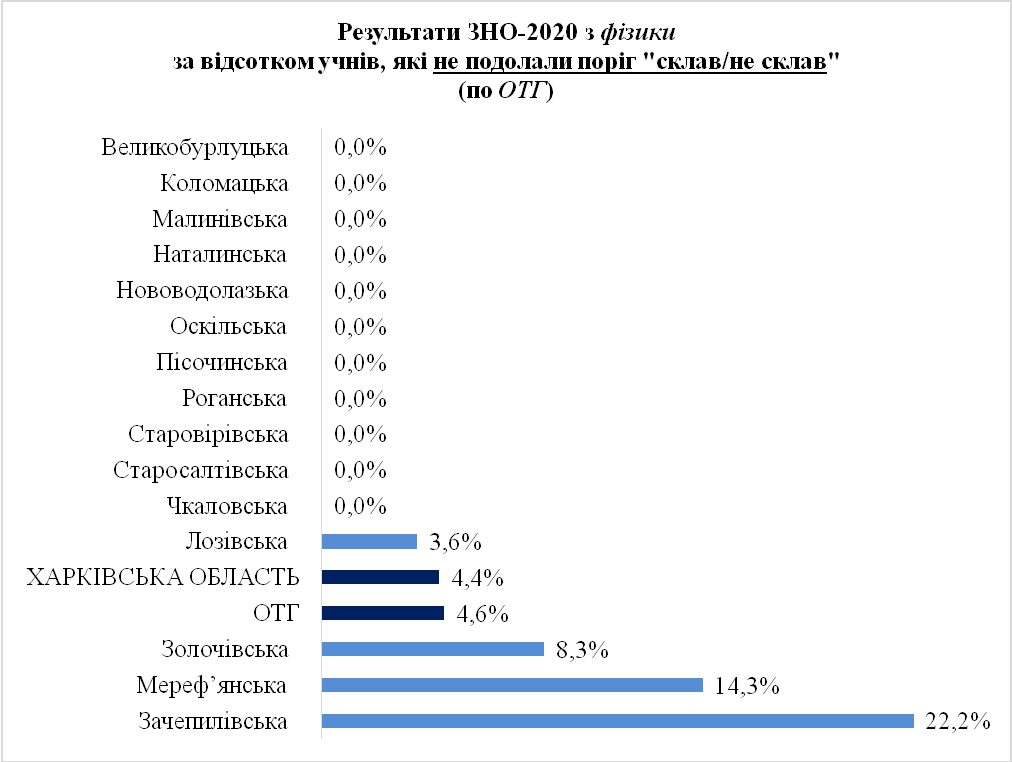 Результати ЗНО-2020 з фізики
за відсотком учнів, які не подолали поріг "склав/не склав"
(по ОТГ)
Великобурлуцька 0,0%
Коломацька 0,0%
Малинівська 0,0%
Наталинська 0,0%
Нововодолазька 0,0%
Оскільська 0,0%
Пісочинська 0,0%
Роганська 0,0%
Старовірівська 0,0%
Старосалтівська 0,0%
Чкаловська 0,0%
Лозівська 3,6%
ХАРКІВСЬКА ОБЛАСТЬ 4,4%
ОТГ 4,6%
Золочівська 8,3%
Мереф’янська 14,3%
Зачепилівська 22,2%